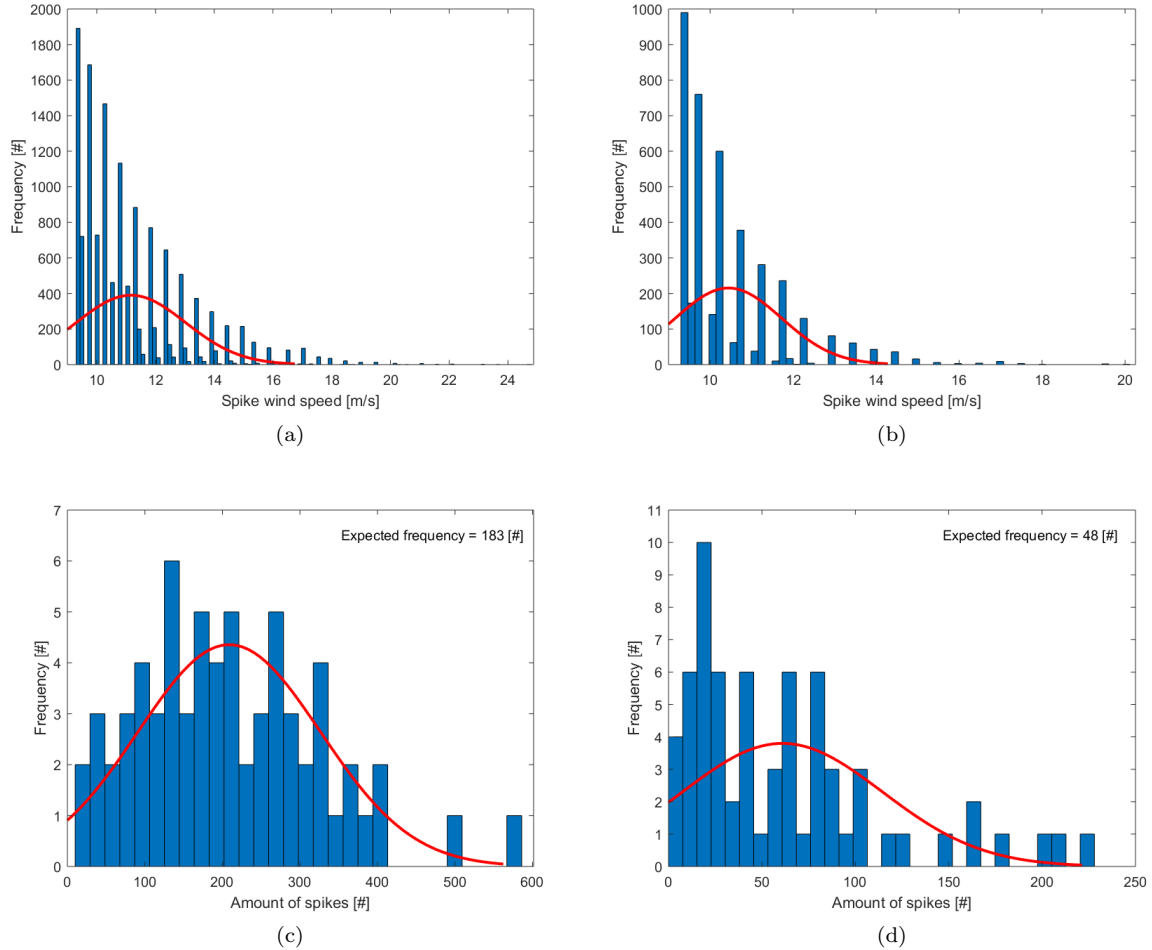 2000
1800
1600
1400
1200
1000
800
600
400
200
0
Frequency [#]
10 12 14 16 18 20 22 24
Spike wind speed [m/s]
(a)
1000
900
800
700
600
500
400
300
200
100
0
Frequency [#]
10 12 14 16 18 20
Spike wind speed [m/s]
(b)
7
6
5
4
3
2
1
0
Frequency [#]
Expected frequency = 183 [#]
0 100 200 300 400 500 600
Amount of spikes [#]
(c)
11
10
9
8
7
6
5
4
3
2
1
0
Frequency [#]
Expected frequency = 48 [#]
0 50 100 150 200 250
Amount of spikes [#]
(d)